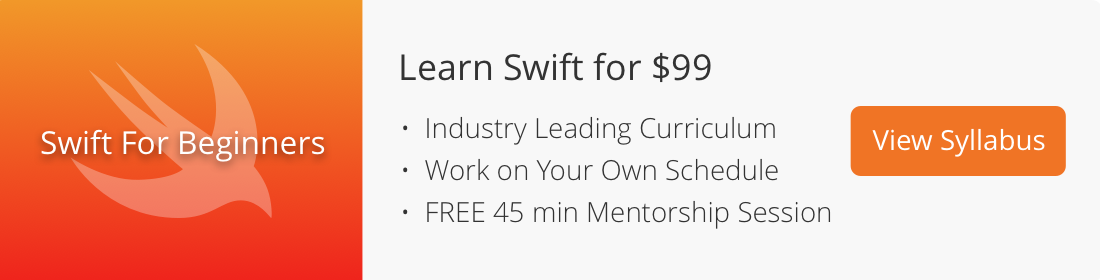 Swift For Beginners
Learn Swift for $99
• Industry Leading Curriculum
• Work on Your Own Schedule
• FREE 45 min Mentorship Session
View Syllabus